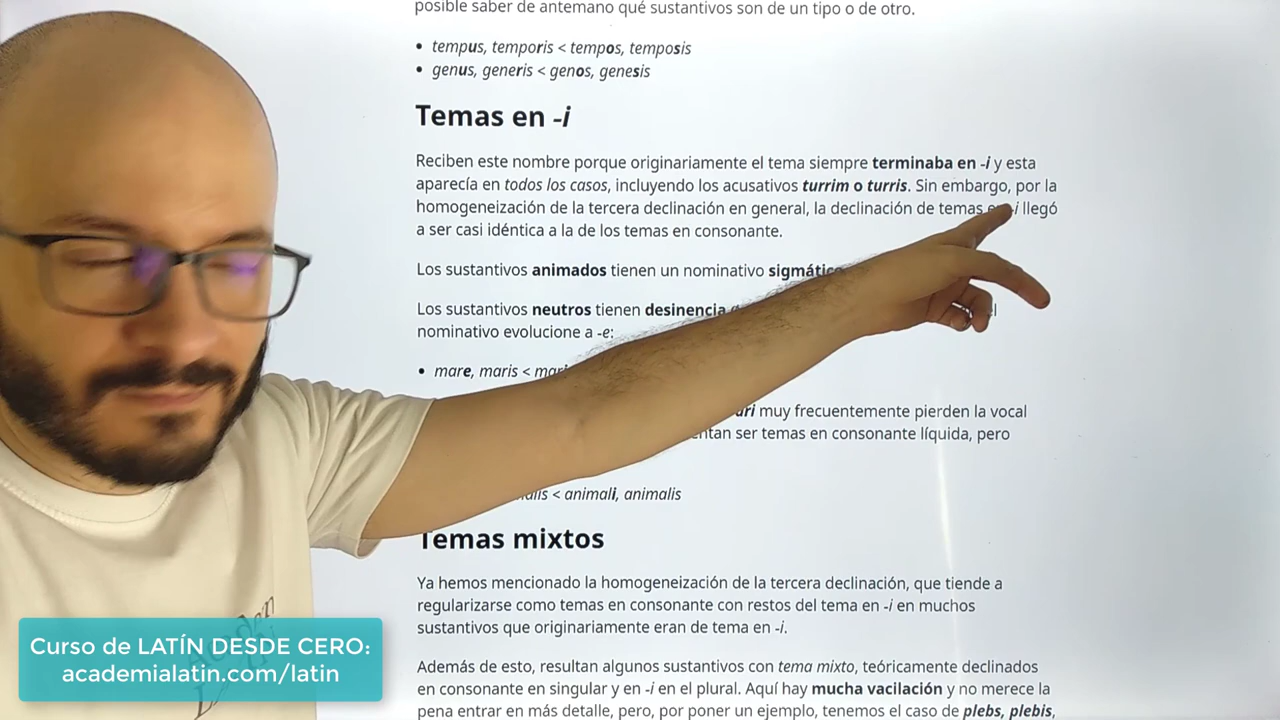 posible saber de antemano qué sustantivos son de un tipo o de otro.
• tempus, temporis < tempos, temposis
• genus, generis < genos, genesis
Temas en -i
Reciben este nombre porque originariamente el tema siempre terminaba en -i y esta
aparecía en todos los casos, incluyendo los acusativos turrim o turris. Sin embargo, por la
homogeneización de la tercera declinación en general, la declinación de temas -i llegó
a ser casi idéntica a la de los temas en consonante.
Los sustantivos animados tienen un nominativo
Los sustantivos neutros tienen desinencia
nominativo evolucione a -e:
• mare, maris <
muy frecuentemente pierden la vocal
ser temas en consonante líquida, pero
< animali, animalis
Temas mixtos
Ya hemos mencionado la homogeneización de la tercera declinación, que tiende a
regularizarse como temas en consonante con restos del tema en -i en muchos
sustantivos que originariamente eran de tema en -i.
Además de esto, resultan algunos sustantivos con tema mixto, teóricamente declinados
en consonante en singular y en -i en el plural. Aquí hay mucha vacilación y no merece la
pena entrar en más detalle, pero, por poner un ejemplo, tenemos el caso de plebs, plebis,
Curso de LATÍN DESDE CERO:
academialatin.com/latin